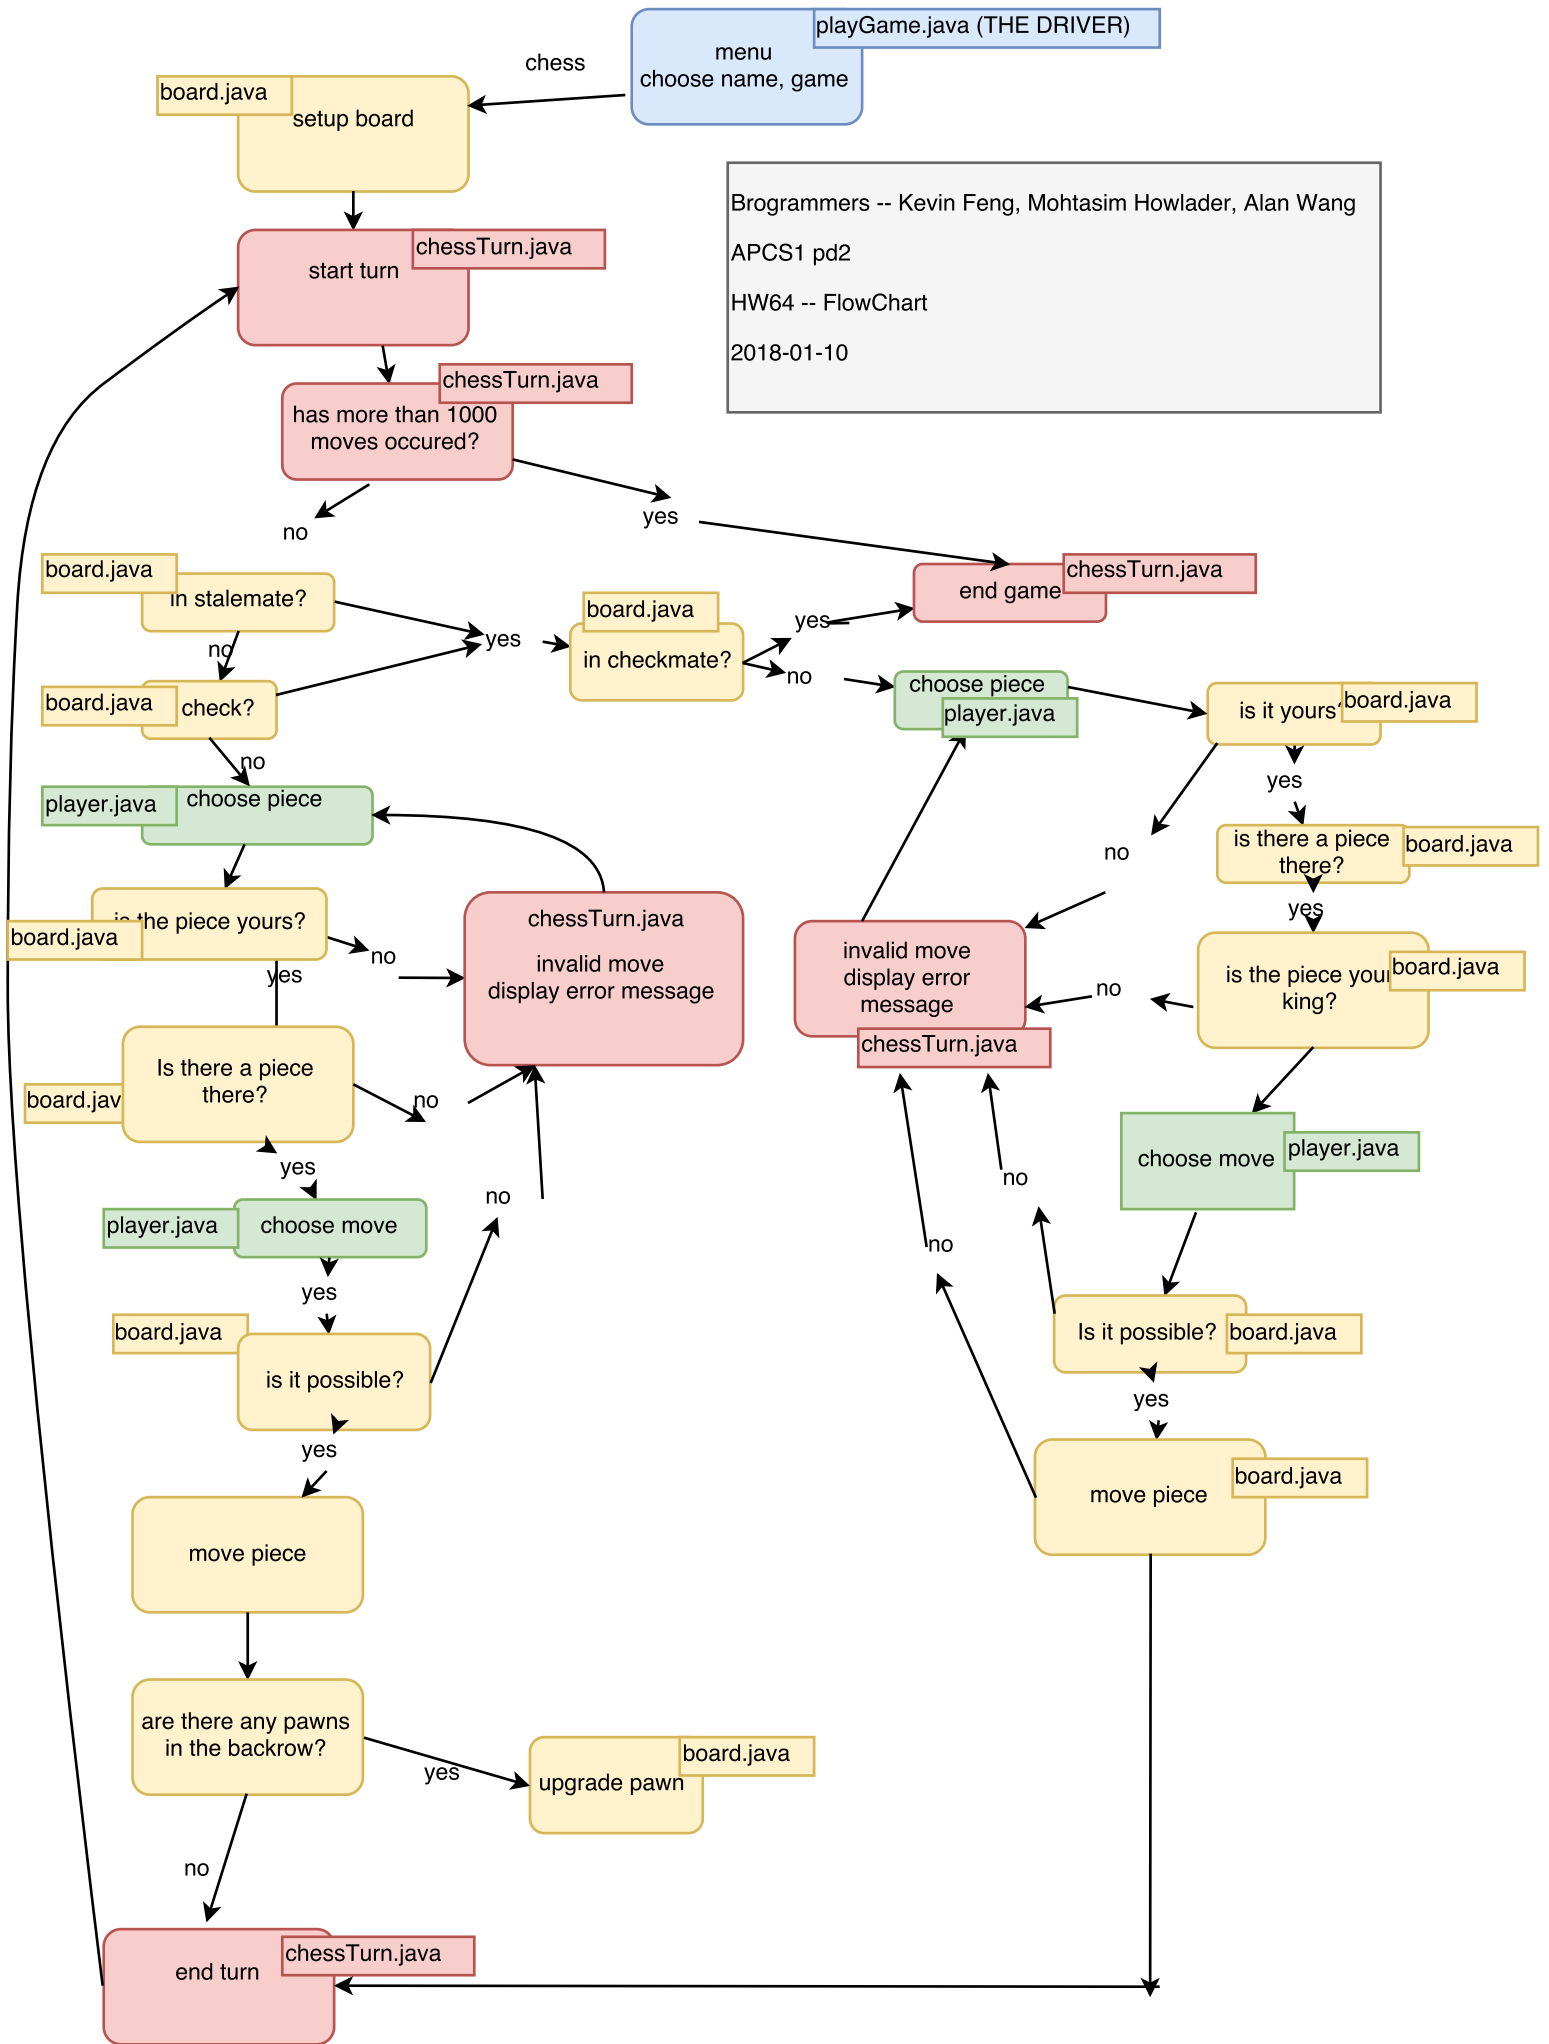 playGame.java (THE DRIVER)
menu
choose name, game
chess
board.java
setup board
Brogrammers -- Kevin Feng, Mohtasim Howlader, Alan Wang
APCS1 pd2
HW64 -- FlowChart
2018-01-10
chessTurn.java
start turn
chessTurn.java
has more than 1000
moves occured?
yes
no
board.java
in stalemate?
no
yes
board.java
check?
no
board.java
in checkmate?
yes
no
chessTurn.java
end game
choose piece
player.java
is it yours?
board.java
yes
no
is there a piece
there?
board.java
yes
is the piece your
king?
board.java
no
invalid move
display error
message
chessTurn.java
choose move
player.java
no
no
Is it possible?
board.java
yes
move piece
board.java
player.java
choose piece
is the piece yours?
board.java
no
yes
chessTurn.java
invalid move
display error message
Is there a piece
there?
board.jav
no
yes
player.java
choose move
yes
no
board.java
is it possible?
yes
move piece
are there any pawns
in the backrow?
yes
board.java
upgrade pawn
no
chessTurn.java
end turn